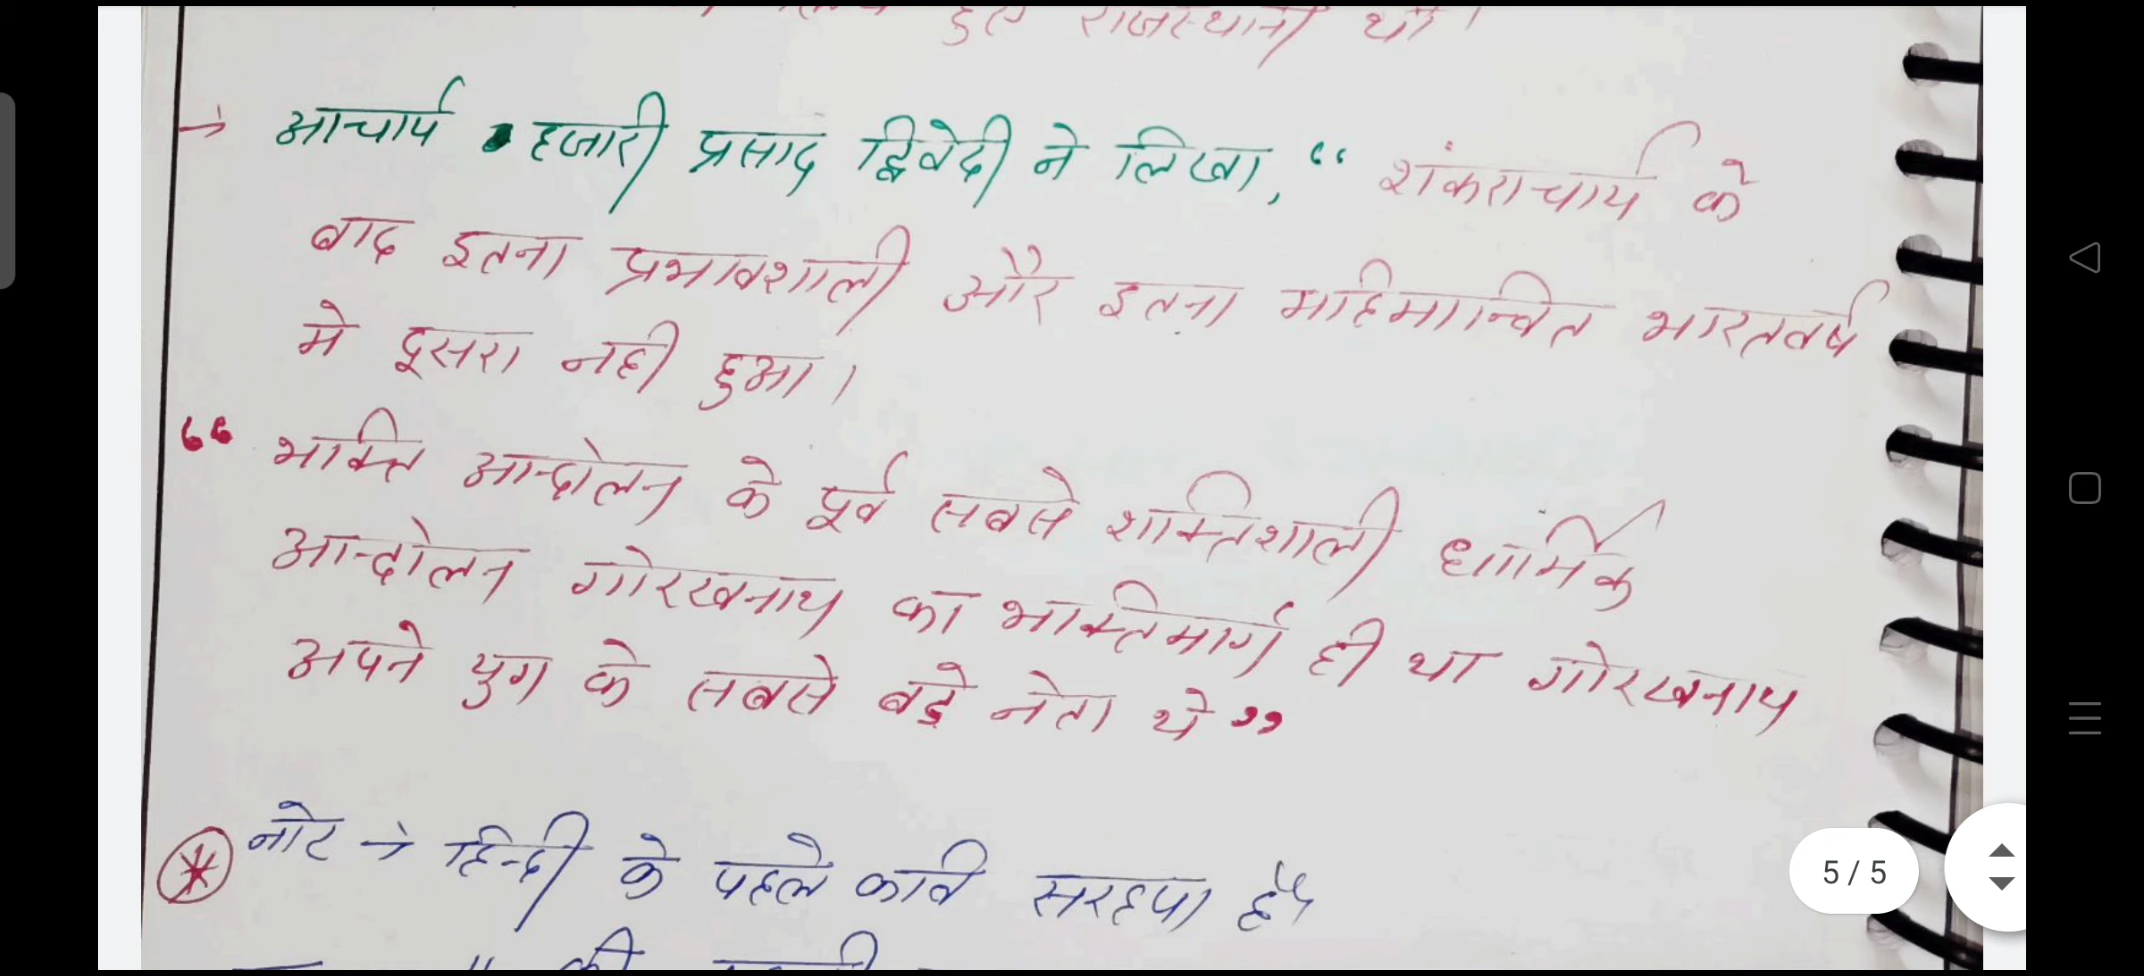 हुए राजस्थानी थी।
→ आचार्य हजारी प्रसाद द्विवेदी ने लिखा, “ शंकराचार्य के
बाद इतना प्रभावशाली और इतना महिमान्वित भारतवर्ष
मे दूसरा नही हुआ।
“ भक्ति आन्दोलन के पूर्व सबसे शक्तिशाली धार्मिक
आन्दोलन गोरखनाथ का भक्तिमार्ग ही था गोरखनाथ
अपने युग के सबसे बड़े नेता थे ”
* नोट → हिन्दी के पहले कवि सरहपा है
की
5 / 5